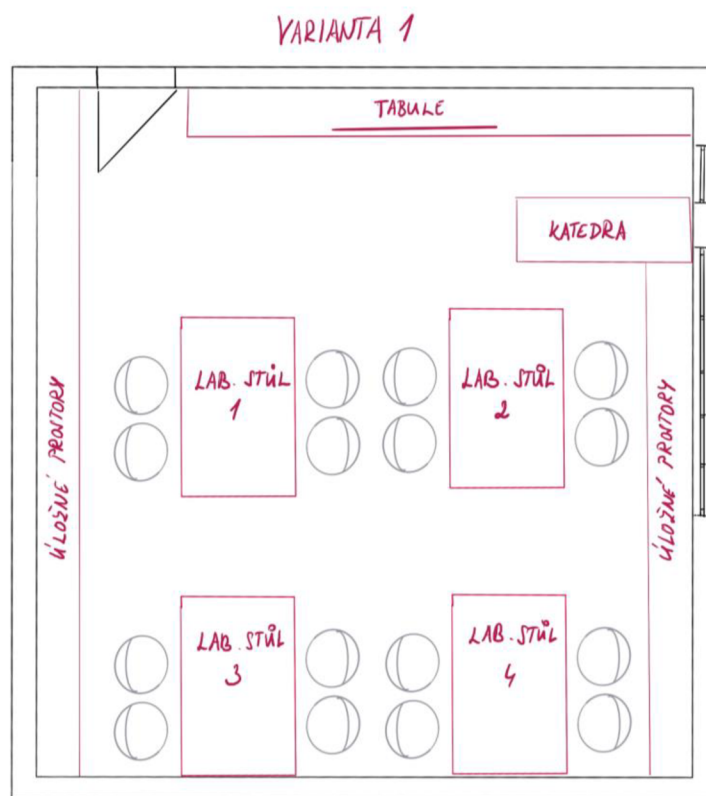 VARIANTA 1
TABULE
KATEDRA
LAB. STŮL
1
LAB. STŮL
2
ÚLOŽNÉ PROSTORY
ÚLOŽNÉ PROSTORY
LAB. STŮL
3
LAB. STŮL
4